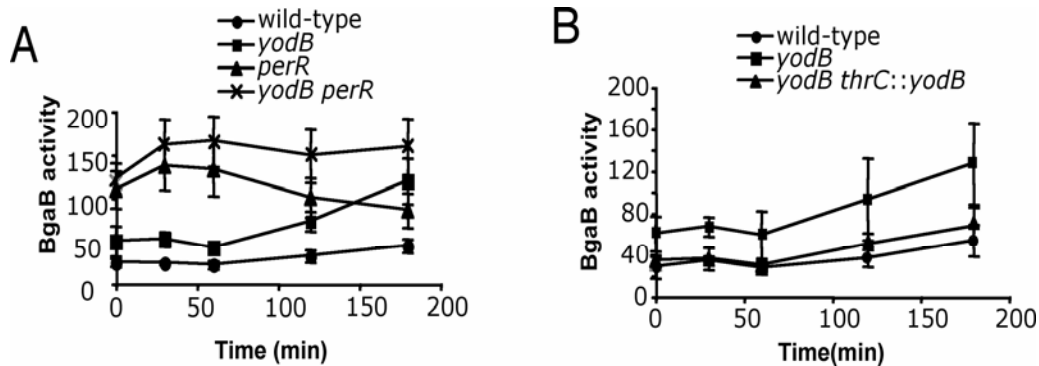 A
wild-type
yodB
perR
yodB perR
BgaB activity
200
150
100
50
0
0 50 100 150 200
Time (min)
B
wild-type
yodB
yodB thrC::yodB
BgaB activity
200
160
120
80
40
0
0 50 100 150 200
Time(min)